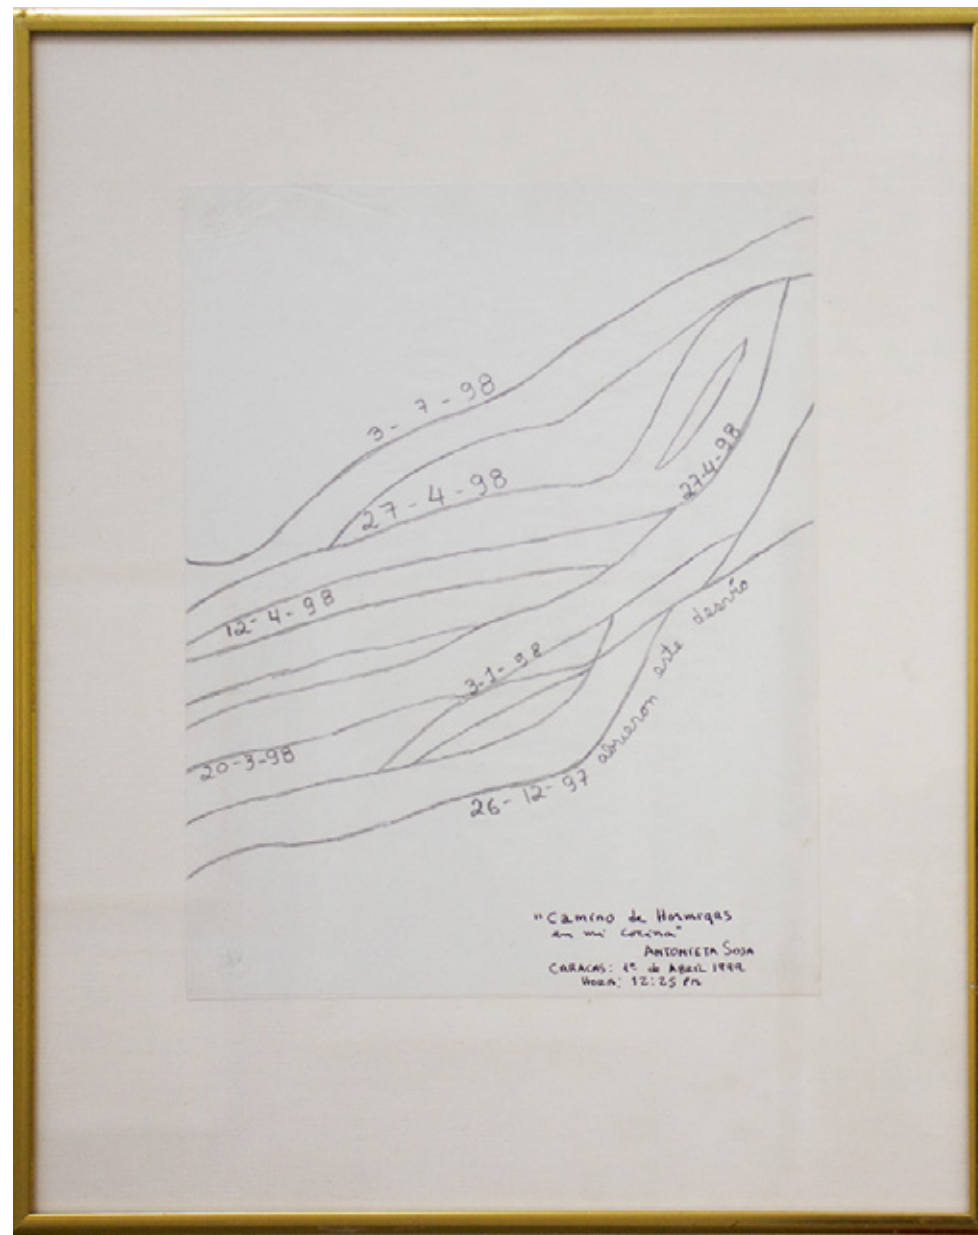 3-7-98
27-4-98
27-4-98
12-4-98
3-1-98
20-3-98
26-12-97 abrieron este desvío
"Camino de Hormigas
en mi cocina"
ANTONIETA SOSA
CARACAS: 1º de ABRIL 1999
HORA: 12:25 Pm